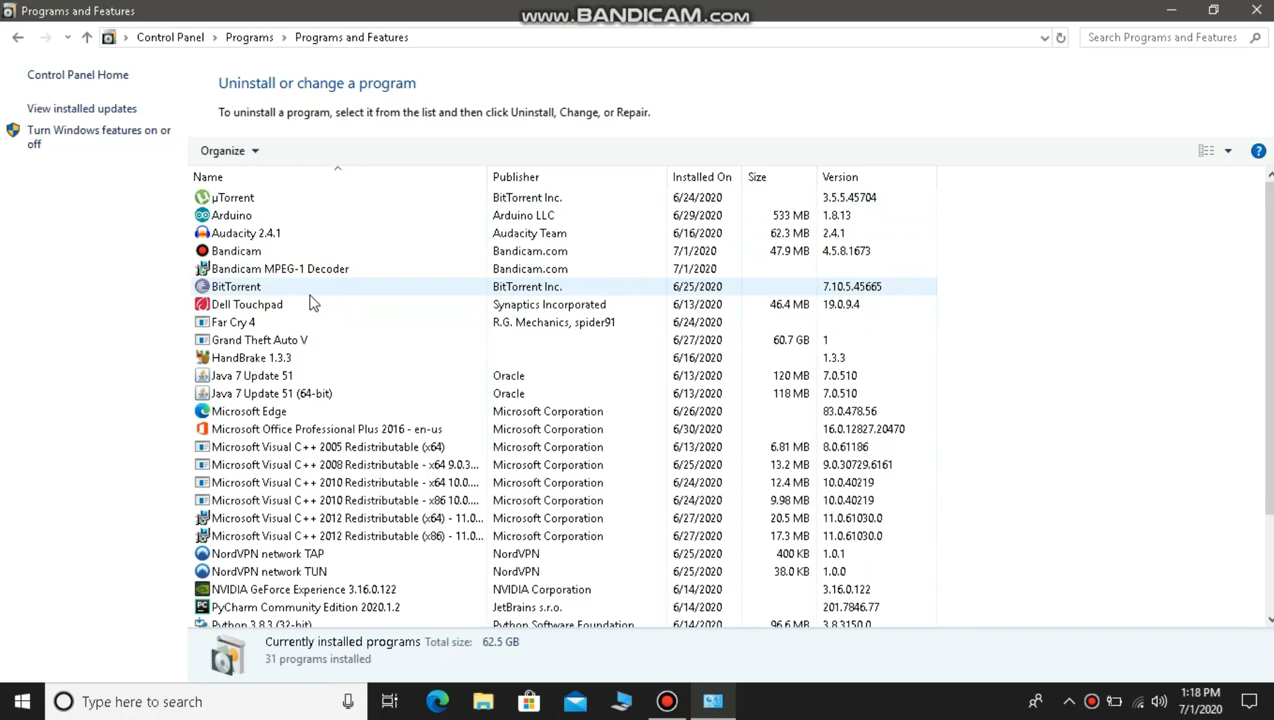 Programs and Features
www.BANDICAM.com
Control Panel Programs Programs and Features
Search Programs and Features
Control Panel Home
View installed updates
Turn Windows features on or
off
Uninstall or change a program
To uninstall a program, select it from the list and then click Uninstall, Change, or Repair.
Organize
Name Publisher Installed On Size Version
µTorrent BitTorrent Inc. 6/24/2020 3.5.5.45704
Arduino Arduino LLC 6/29/2020 533 MB 1.8.13
Audacity 2.4.1 Audacity Team 6/16/2020 62.3 MB 2.4.1
Bandicam Bandicam.com 7/1/2020 47.9 MB 4.5.8.1673
Bandicam MPEG-1 Decoder Bandicam.com 7/1/2020
BitTorrent BitTorrent Inc. 6/25/2020 7.10.5.45665
Dell Touchpad Synaptics Incorporated 6/13/2020 46.4 MB 19.0.9.4
Far Cry 4 R.G. Mechanics, spider91 6/24/2020
Grand Theft Auto V 6/27/2020 60.7 GB 1
HandBrake 1.3.3 6/16/2020 1.3.3
Java 7 Update 51 Oracle 6/13/2020 120 MB 7.0.510
Java 7 Update 51 (64-bit) Oracle 6/13/2020 118 MB 7.0.510
Microsoft Edge Microsoft Corporation 6/26/2020 83.0.478.56
Microsoft Office Professional Plus 2016 - en-us Microsoft Corporation 6/30/2020 16.0.12827.20470
Microsoft Visual C++ 2005 Redistributable (x64) Microsoft Corporation 6/13/2020 6.81 MB 8.0.61186
Microsoft Visual C++ 2008 Redistributable - x64 9.0.3... Microsoft Corporation 6/25/2020 13.2 MB 9.0.30729.6161
Microsoft Visual C++ 2010 Redistributable - x64 10.0.... Microsoft Corporation 6/24/2020 12.4 MB 10.0.40219
Microsoft Visual C++ 2010 Redistributable - x86 10.0.... Microsoft Corporation 6/24/2020 9.98 MB 10.0.40219
Microsoft Visual C++ 2012 Redistributable (x64) - 11.0... Microsoft Corporation 6/27/2020 20.5 MB 11.0.61030.0
Microsoft Visual C++ 2012 Redistributable (x86) - 11.0... Microsoft Corporation 6/27/2020 17.3 MB 11.0.61030.0
NordVPN network TAP NordVPN 6/25/2020 400 KB 1.0.1
NordVPN network TUN NordVPN 6/25/2020 38.0 KB 1.0.0
NVIDIA GeForce Experience 3.16.0.122 NVIDIA Corporation 6/14/2020 3.16.0.122
PyCharm Community Edition 2020.1.2 JetBrains s.r.o. 6/14/2020 201.7846.77
Python 3.8.3 (32-bit) Python Software Foundation 6/14/2020 96.6 MB 3.8.3150.0
Currently installed programs Total size: 62.5 GB
31 programs installed
Type here to search
1:18 PM
7/1/2020